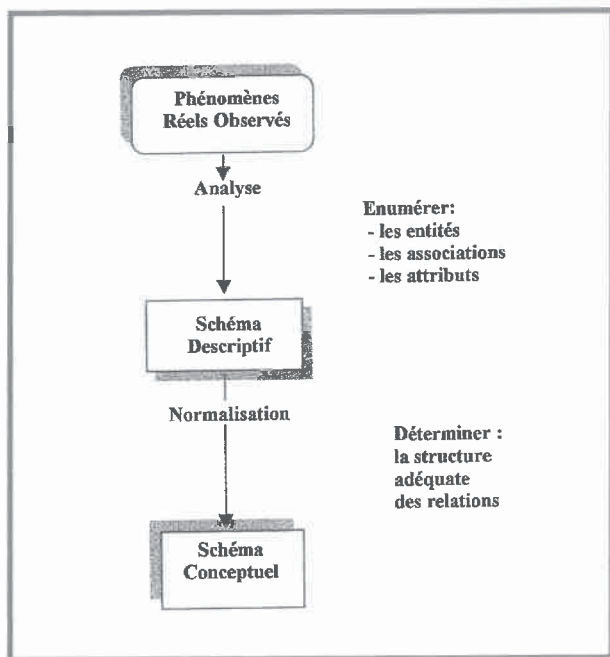 Phénomènes
Réels Observés
Analyse
Enumérer:
- les entités
- les associations
- les attributs
Schéma
Descriptif
Normalisation
Déterminer :
la structure
adéquate
des relations
Schéma
Conceptuel